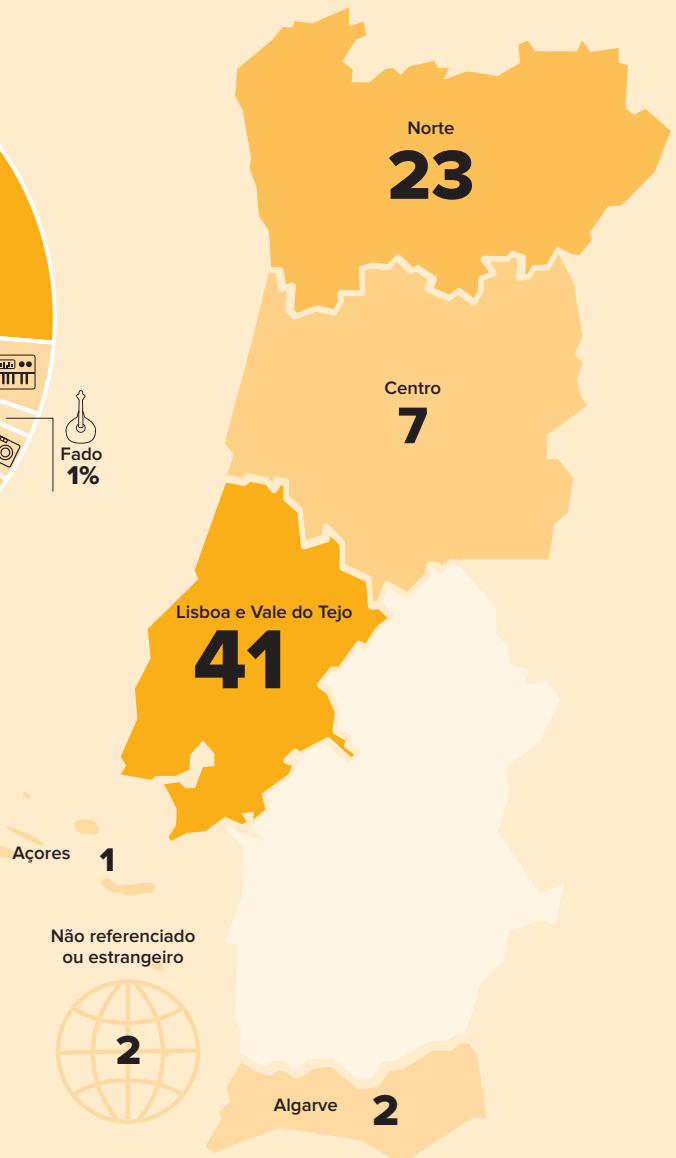 Norte
23
Centro
7
Fado
1%
Lisboa e Vale do Tejo
41
Açores 1
Não referenciado
ou estrangeiro
2
Algarve 2